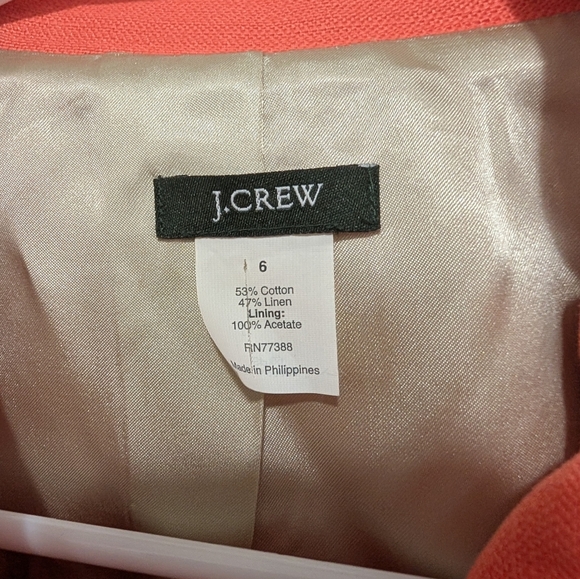 J.CREW
6
53% Cotton
47% Linen
Lining:
100% Acetate
RN77388
Made in Philippines